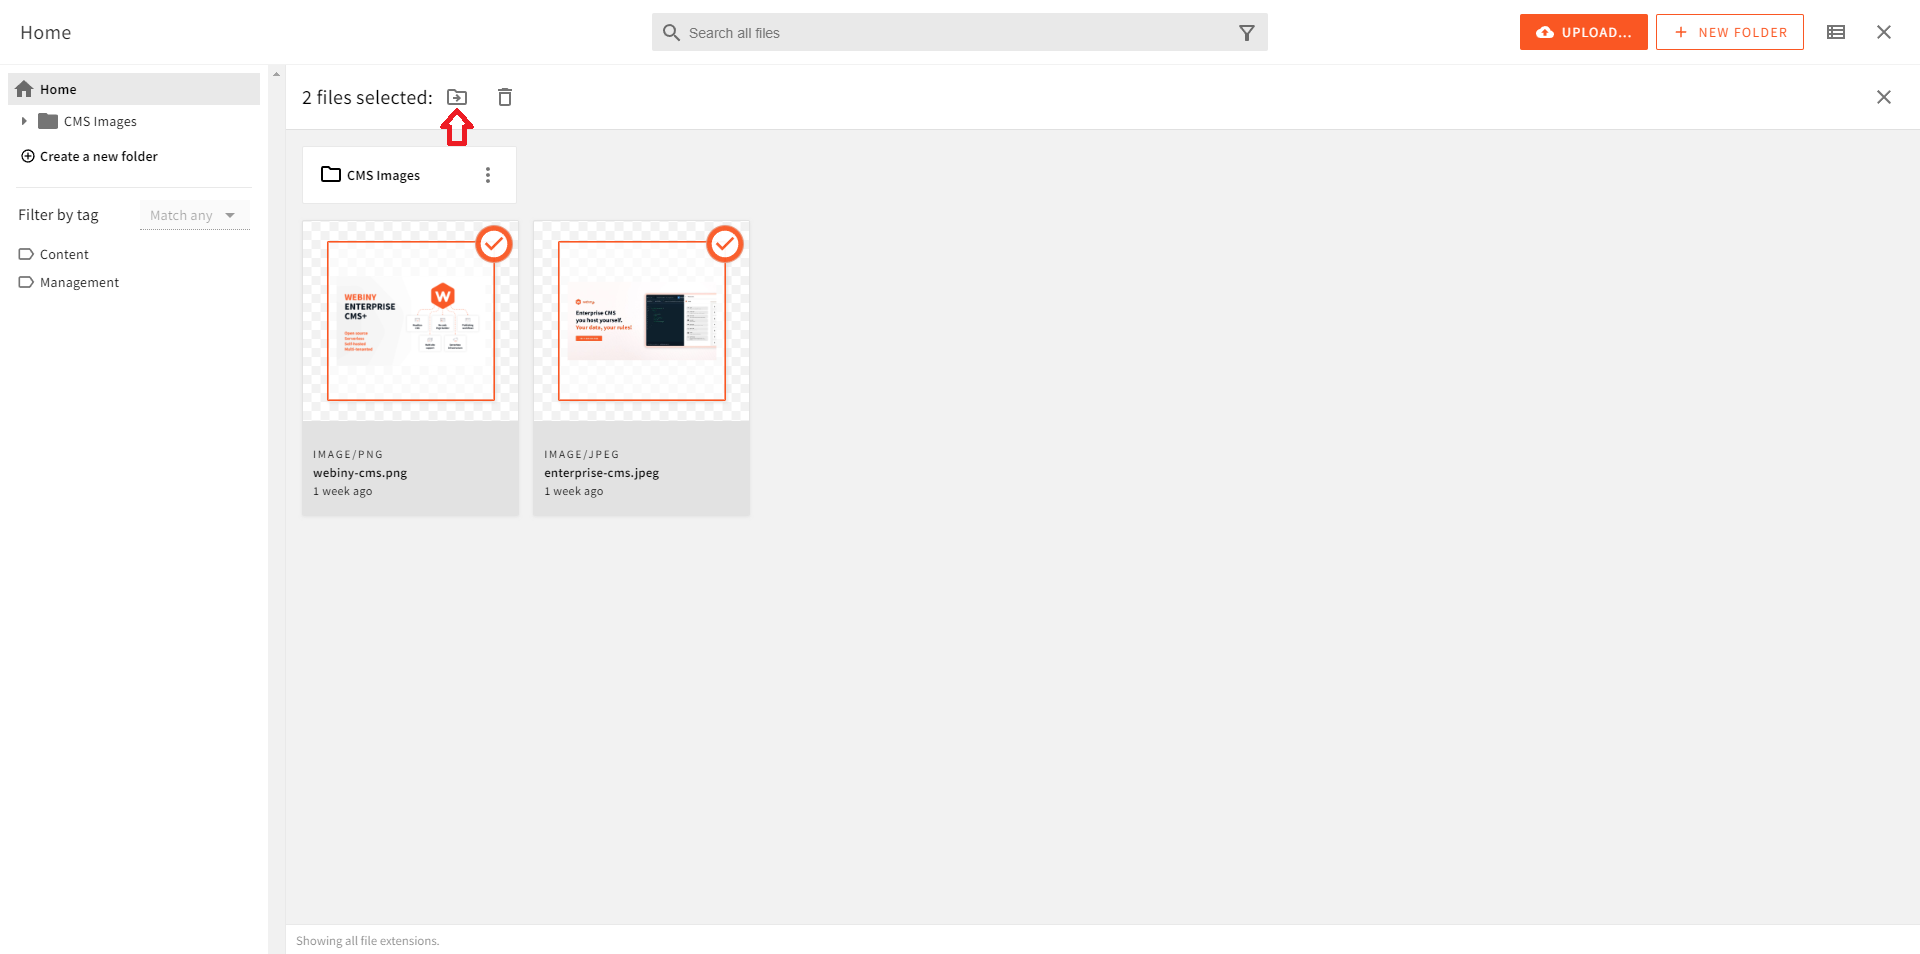 Home
Search all files
UPLOAD...
NEW FOLDER
Home
CMS Images
Create a new folder
Filter by tag
Match any
Content
Management
2 files selected:
CMS Images
WEBINY
ENTERPRISE
CMS+
Enterprise CMS
you host yourself.
Your data, your rules!
IMAGE/PNG
webiny-cms.png
1 week ago
IMAGE/JPEG
enterprise-cms.jpeg
1 week ago
Showing all file extensions.